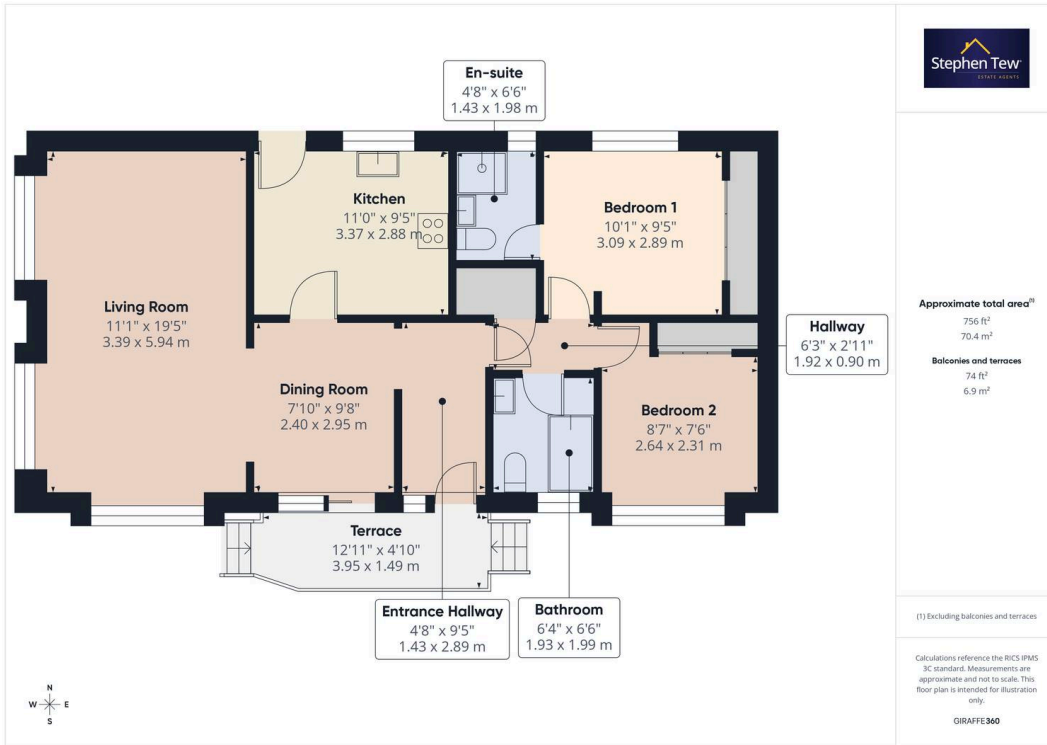 En-suite
4'8" x 6'6"
1.43 x 1.98 m
Kitchen
11'0" x 9'5"
3.37 x 2.88 m
Bedroom 1
10'1" x 9'5"
3.09 x 2.89 m
Living Room
11'1" x 19'5"
3.39 x 5.94 m
Hallway
6'3" x 2'11"
1.92 x 0.90 m
Dining Room
7'10" x 9'8"
2.40 x 2.95 m
Bedroom 2
8'7" x 7'6"
2.64 x 2.31 m
Terrace
12'11" x 4'10"
3.95 x 1.49 m
Entrance Hallway
4'8" x 9'5"
1.43 x 2.89 m
Bathroom
6'4" x 6'6"
1.93 x 1.99 m
N
W E
S
Stephen Tew
ESTATE AGENTS
Approximate total area(1)
756 ft²
70.4 m²
Balconies and terraces
74 ft²
6.9 m²
(1) Excluding balconies and terraces
Calculations reference the RICS IPMS
3C standard. Measurements are
approximate and not to scale. This
floor plan is intended for illustration
only.
GIRAFFE360